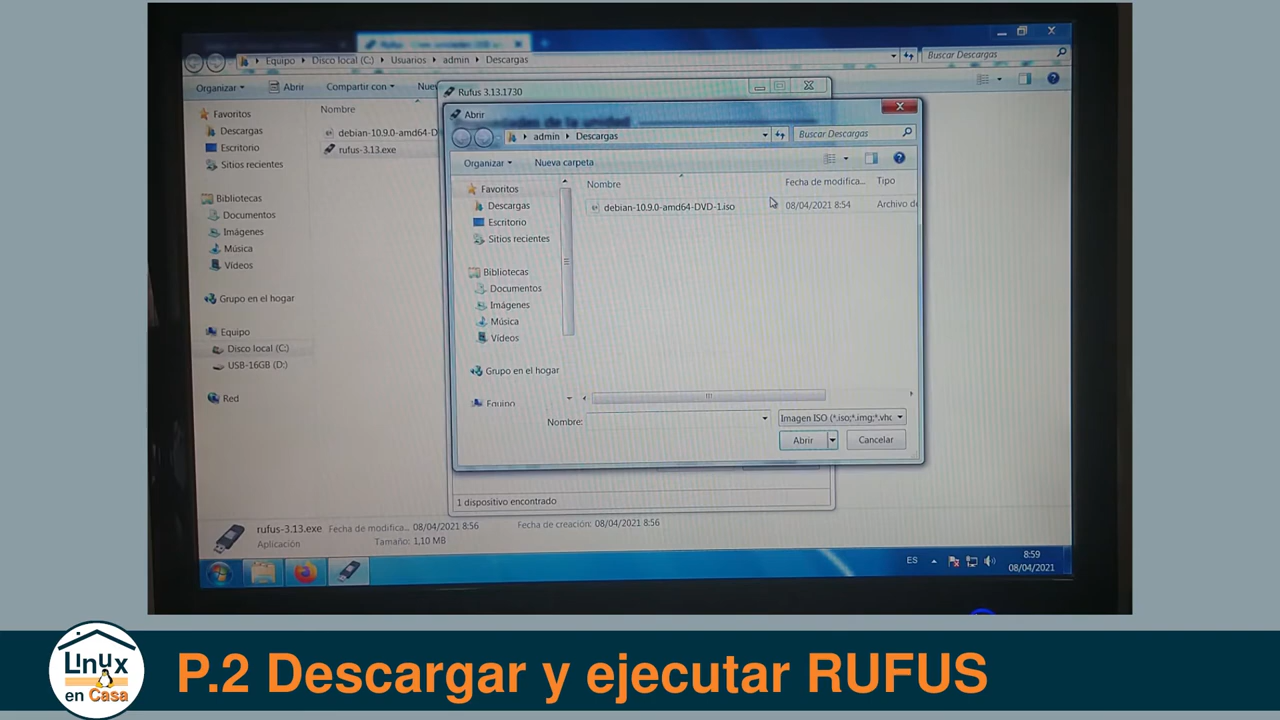 Equipo
Disco local (C:)
Usuarios
admin
Descargas
Buscar Descargas
Organizar
Abrir
Compartir con
Nombre
debian-10.9.0-amd64-D
rufus-3.13.exe
Favoritos
Descargas
Escritorio
Sitios recientes
Bibliotecas
Documentos
Imágenes
Música
Vídeos
Grupo en el hogar
Equipo
Disco local (C:)
USB-16GB (D:)
Red
Rufus 3.13.1730
Abrir
admin
Descargas
Buscar Descargas
Organizar
Nueva carpeta
Favoritos
Descargas
Escritorio
Sitios recientes
Bibliotecas
Documentos
Imágenes
Música
Vídeos
Grupo en el hogar
Equipo
Nombre
Fecha de modifica...
Tipo
debian-10.9.0-amd64-DVD-1.iso
08/04/2021 8:54
Archivo d
Nombre:
Imagen ISO (*.iso;*.img;*.vhd
Abrir
Cancelar
1 dispositivo encontrado
rufus-3.13.exe
Fecha de modifica... 08/04/2021 8:56
Fecha de creación: 08/04/2021 8:56
Aplicación
Tamaño: 1,10 MB
ES
8:59
08/04/2021
Linux
en Casa
P.2 Descargar y ejecutar RUFUS